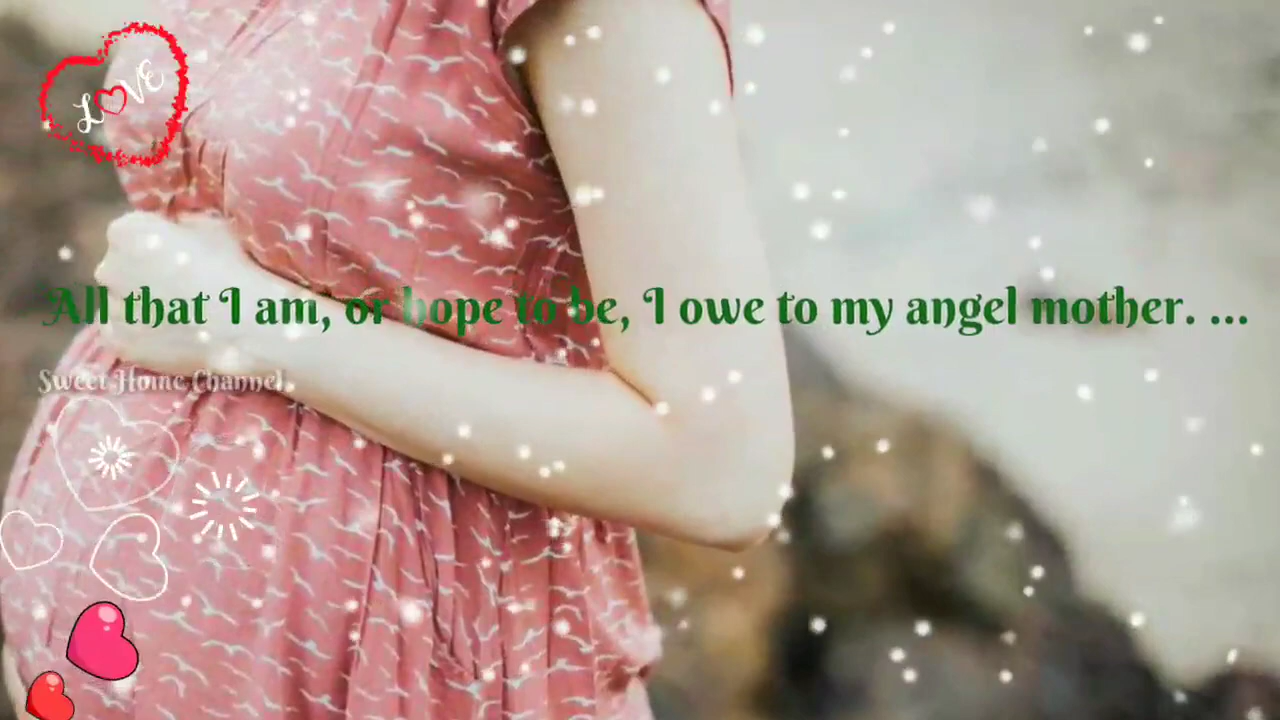 LOVE
All that I am, or hope to be, I owe to my angel mother. ...
Sweet Home Channel